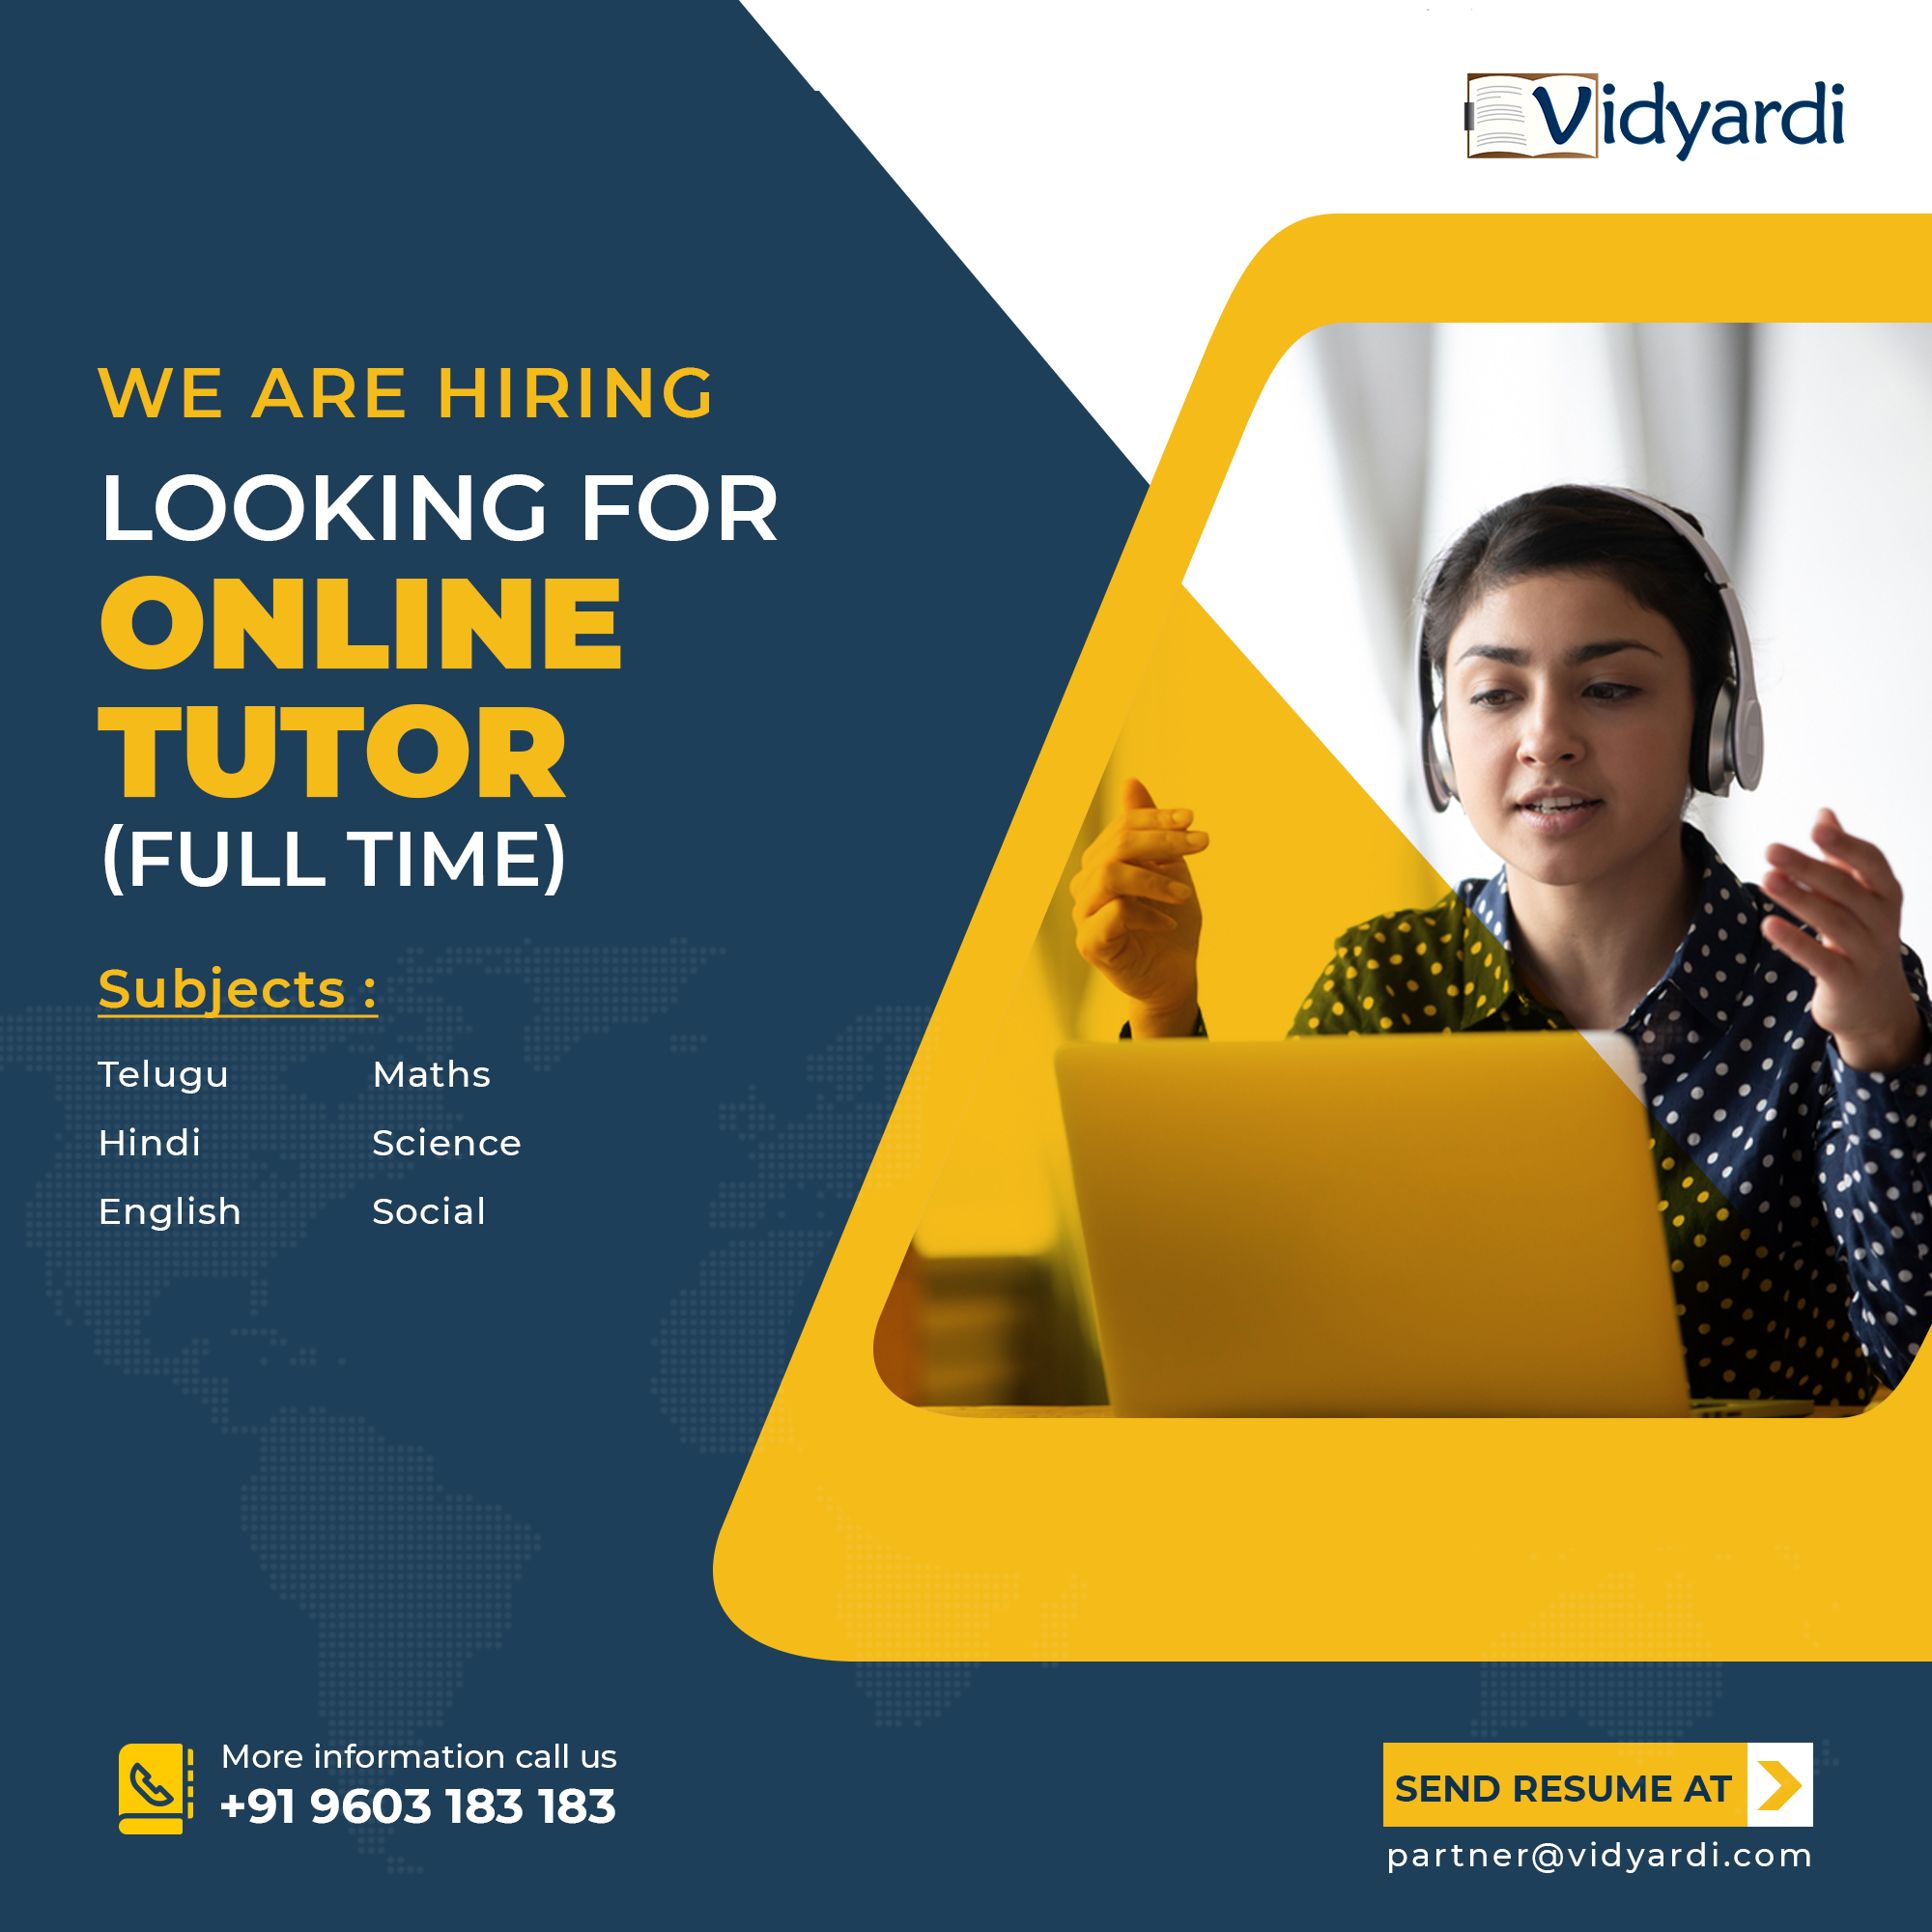 Vidyardi
WE ARE HIRING
LOOKING FOR
ONLINE
TUTOR
(FULL TIME)
Subjects :
Telugu Maths
Hindi Science
English Social
More information call us
+91 9603 183 183
SEND RESUME AT
partner@vidyardi.com